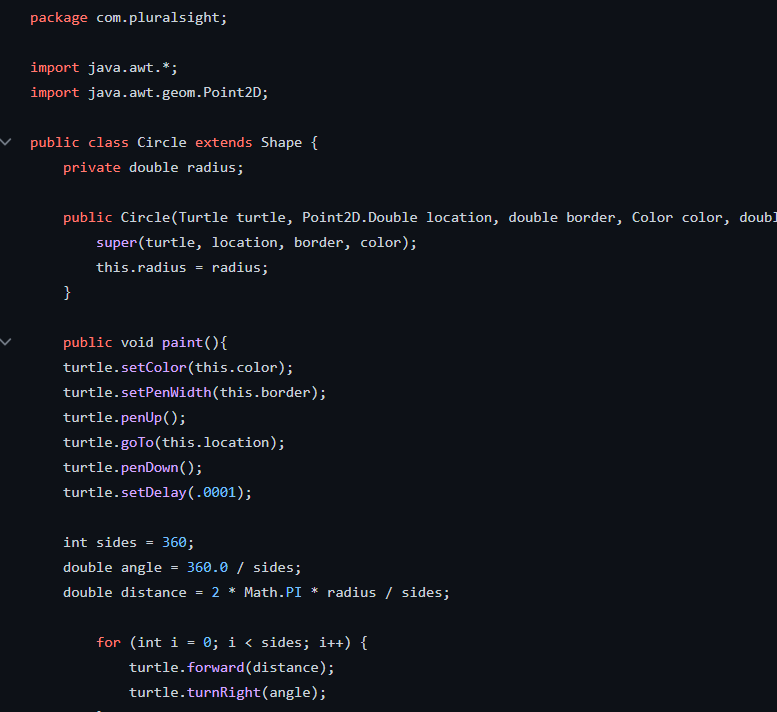 package com.pluralsight;
import java.awt.*;
import java.awt.geom.Point2D;
public class Circle extends Shape {
private double radius;
public Circle(Turtle turtle, Point2D.Double location, double border, Color color, doubl
super(turtle, location, border, color);
this.radius = radius;
}
public void paint(){
turtle.setColor(this.color);
turtle.setPenWidth(this.border);
turtle.penUp();
turtle.goTo(this.location);
turtle.penDown();
turtle.setDelay(.0001);
int sides = 360;
double angle = 360.0 / sides;
double distance = 2 * Math.PI * radius / sides;
for (int i = 0; i < sides; i++) {
turtle.forward(distance);
turtle.turnRight(angle);